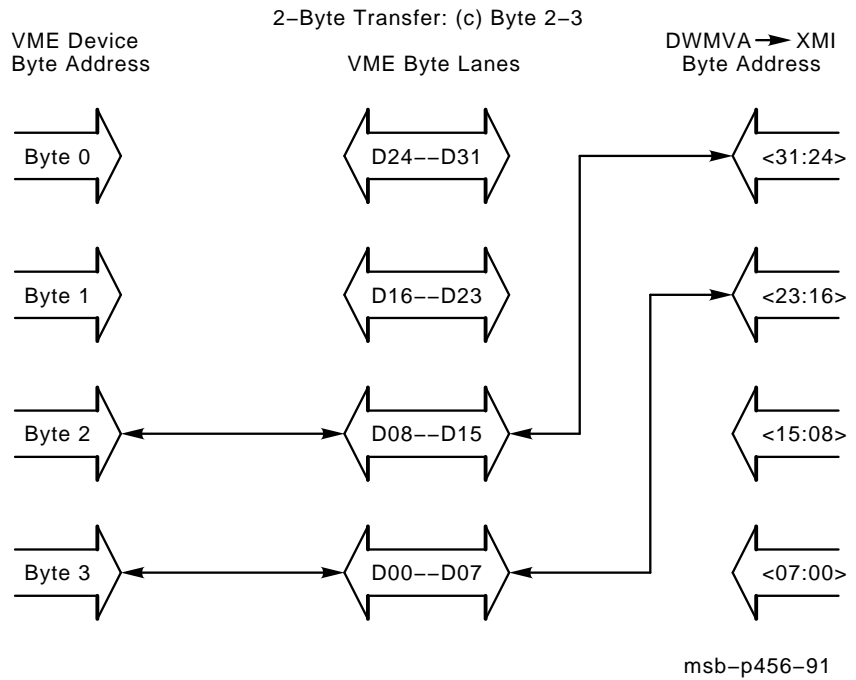 2−Byte Transfer: (c) Byte 2−3
VME Device
Byte Address
VME Byte Lanes
DWMVA → XMI
Byte Address
Byte 0
D24−−D31
<31:24>
Byte 1
D16−−D23
<23:16>
Byte 2
D08−−D15
<15:08>
Byte 3
D00−−D07
<07:00>
msb−p456−91